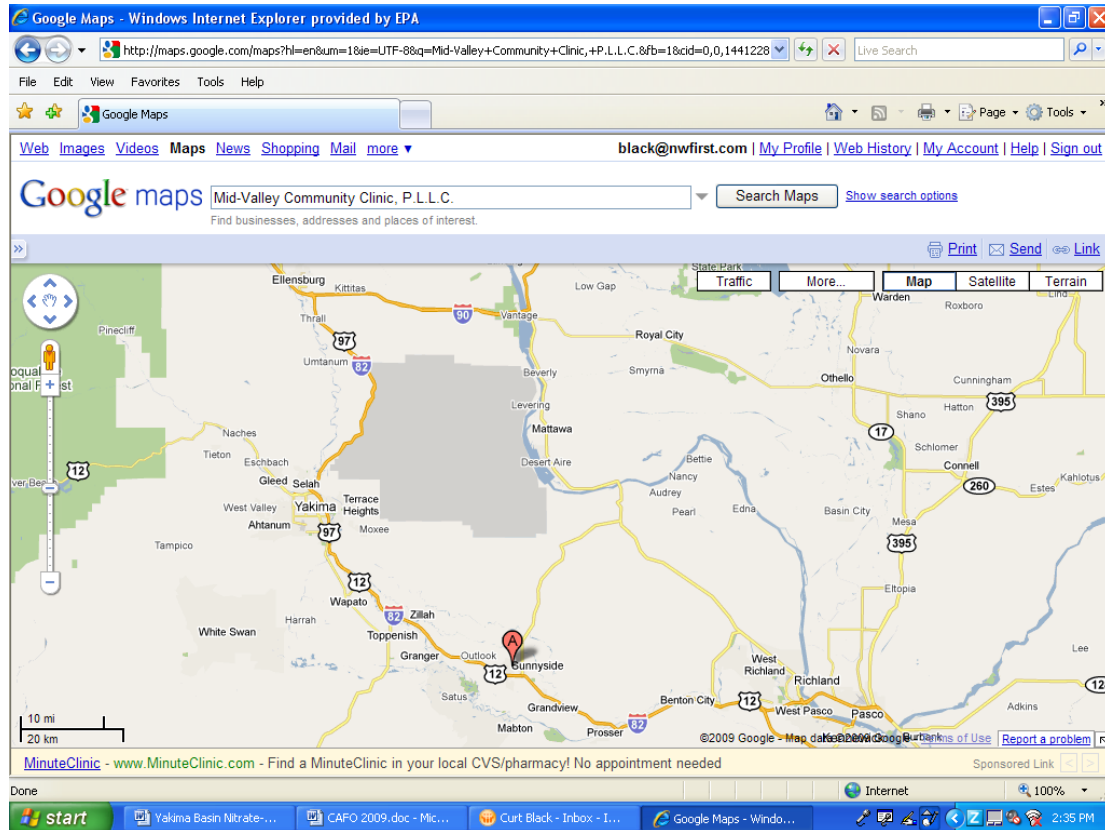 Google Maps - Windows Internet Explorer provided by EPA
http://maps.google.com/maps?hl=en&um=1&ie=UTF-8&q=Mid-Valley+Community+Clinic,+P.L.L.C.&fb=1&cid=0,0,1441228
Live Search
File Edit View Favorites Tools Help
Google Maps
Page Tools
Web Images Videos Maps News Shopping Mail more ▼
black@nwfirst.com | My Profile | Web History | My Account | Help | Sign out
Google maps
Mid-Valley Community Clinic, P.L.L.C.
Search Maps
Show search options
Find businesses, addresses and places of interest.
» Print Send Link
State Park
Traffic More... Map Satellite Terrain
Ellensburg
Kittitas
Low Gap
Warden
Lind
Roxboro
Thrall
90
Vantage
Pinecliff
97
Royal City
Umtanum
82
Novara
Beverly
Smyrna
Othello
Cunningham
395
Levering
Hatton
Shano
Naches
Mattawa
17
Tieton
Eschbach
Schlomer
12
Desert Aire
Bettie
Connell
Gleed
Selah
Nancy
Kahlotus
260
Estes
Terrace Heights
Audrey
West Valley
Yakima
Pearl
Edna
Basin City
Ahtanum
97
Moxee
Mesa
395
Tampico
12
Eltopia
Wapato
82
Zillah
Harrah
White Swan
Toppenish
A
Lee
Granger
Outlook
Sunnyside
12
West Richland
Richland
Satus
Benton City
12
12
Grandview
West Pasco
Pasco
Adkins
82
Mabton
Prosser
10 mi
20 km
©2009 Google - Map data ©2009 Google - Terms of Use
Kennewick
Burbank
Report a problem
MinuteClinic - www.MinuteClinic.com - Find a MinuteClinic in your local CVS/pharmacy! No appointment needed
Sponsored Link < >
Done
Internet
100%
start
Yakima Basin Nitrate-...
CAFO 2009.doc - Mic...
Curt Black - Inbox - I...
Google Maps - Windo...
2:35 PM